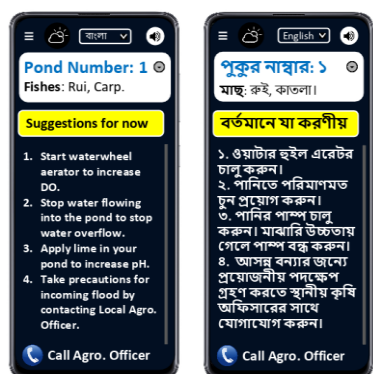 বাংলা
Pond Number: 1
Fishes: Rui, Carp.
Suggestions for now
1. Start waterwheel
aerator to increase
DO.
2. Stop water flowing
into the pond to stop
water overflow.
3. Apply lime in your
pond to increase pH.
4. Take precautions for
incoming flood by
contacting Local Agro.
Officer.
Call Agro. Officer
English
পুকুর নাম্বার: ১
মাছ: রুই, কাতলা।
বর্তমানে যা করণীয়
১. ওয়াটার হুইল এরেটর
চালু করুন।
২. পানিতে পরিমাণমত
চুন প্রয়োগ করুন।
৩. পানির পাম্প চালু
করুন। মাঝারি উচ্চতায়
গেলে পাম্প বন্ধ করুন।
৪. আসন্ন বন্যার জন্যে
প্রয়োজনীয় পদক্ষেপ
গ্রহণ করতে স্থানীয় কৃষি
অফিসারের সাথে
যোগাযোগ করুন।
Call Agro. Officer